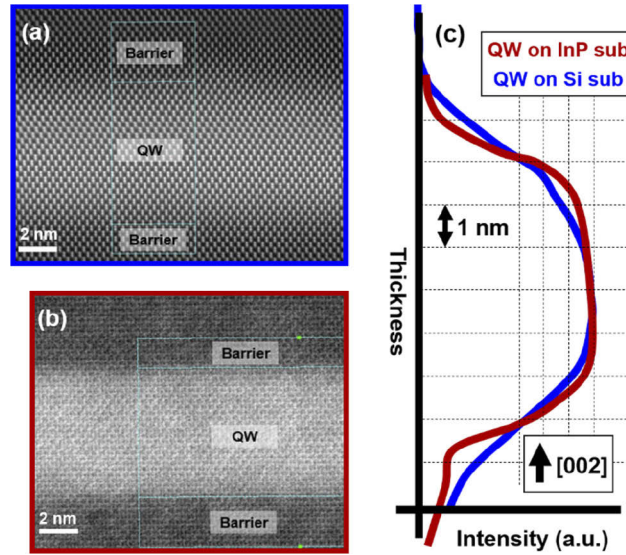 (a)
Barrier
QW
Barrier
2 nm
(b)
Barrier
QW
Barrier
2 nm
(c)
QW on InP sub
QW on Si sub
1 nm
Thickness
[002]
Intensity (a.u.)